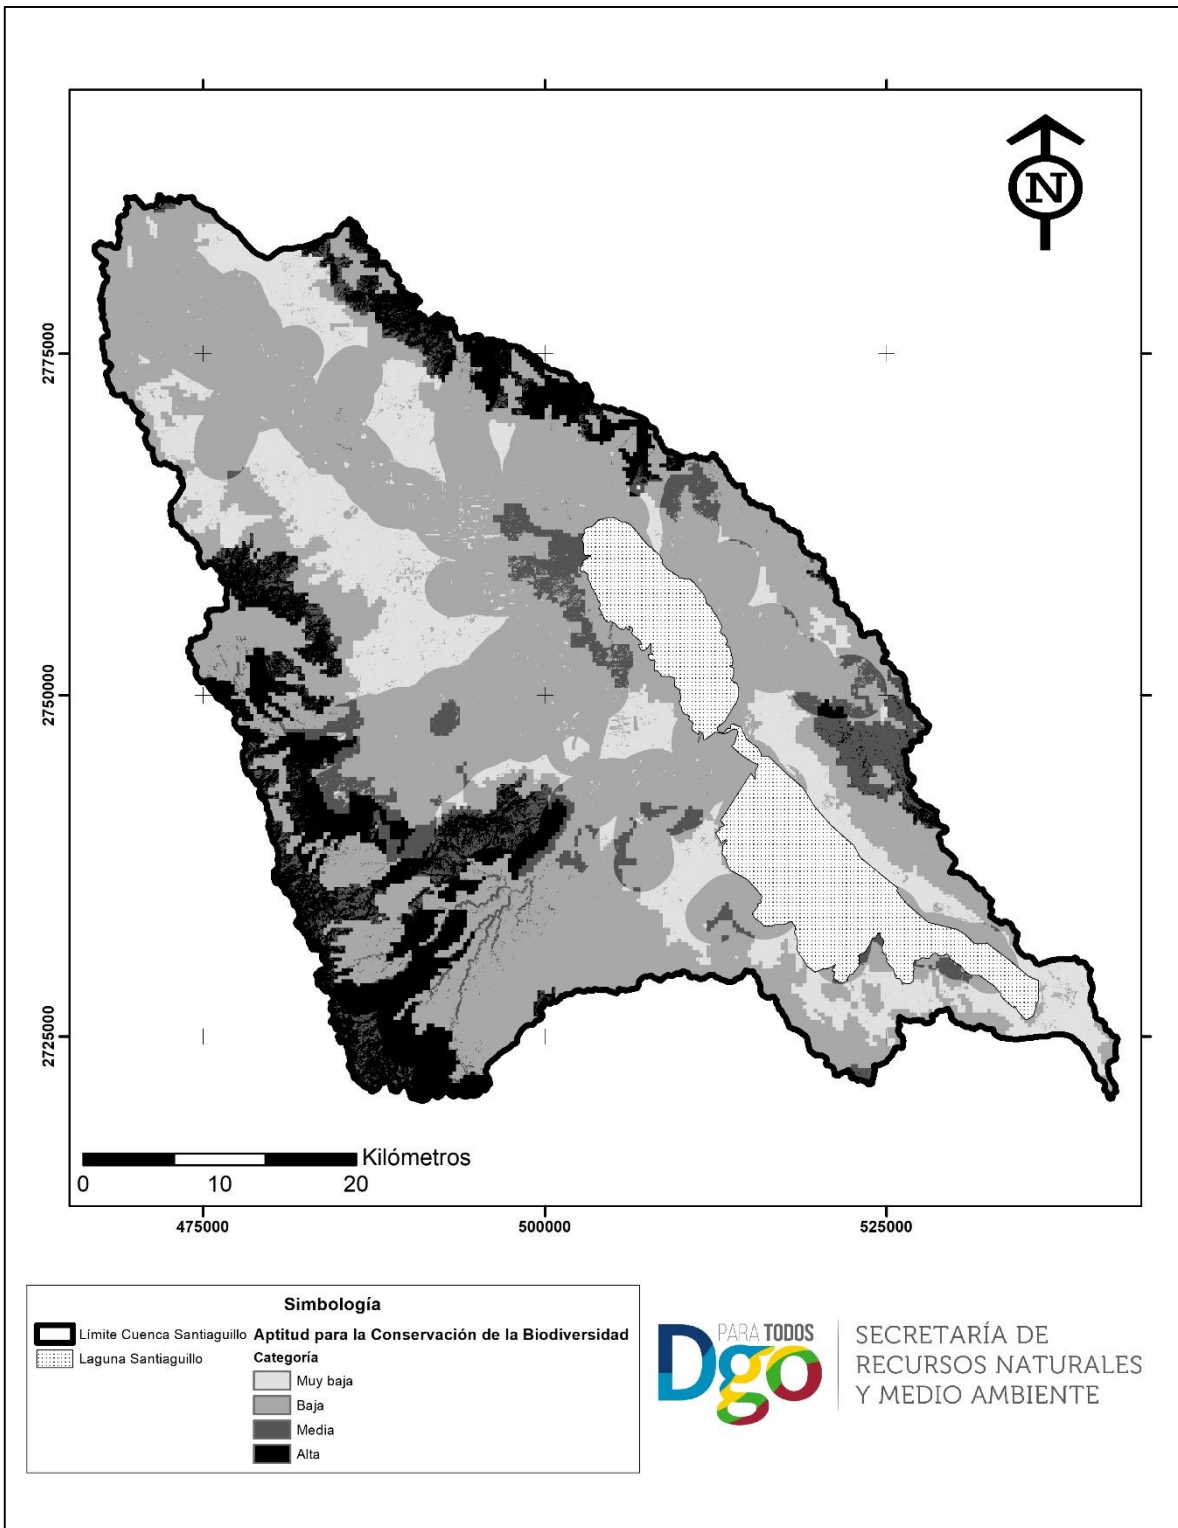 N
2775000
2750000
2725000
Kilómetros
0 10 20
475000 500000 525000
Simbología
Límite Cuenca Santiaguillo
Laguna Santiaguillo
Aptitud para la Conservación de la Biodiversidad
Categoría
Muy baja
Baja
Media
Alta
PARA TODOS
Dgo
SECRETARÍA DE
RECURSOS NATURALES
Y MEDIO AMBIENTE